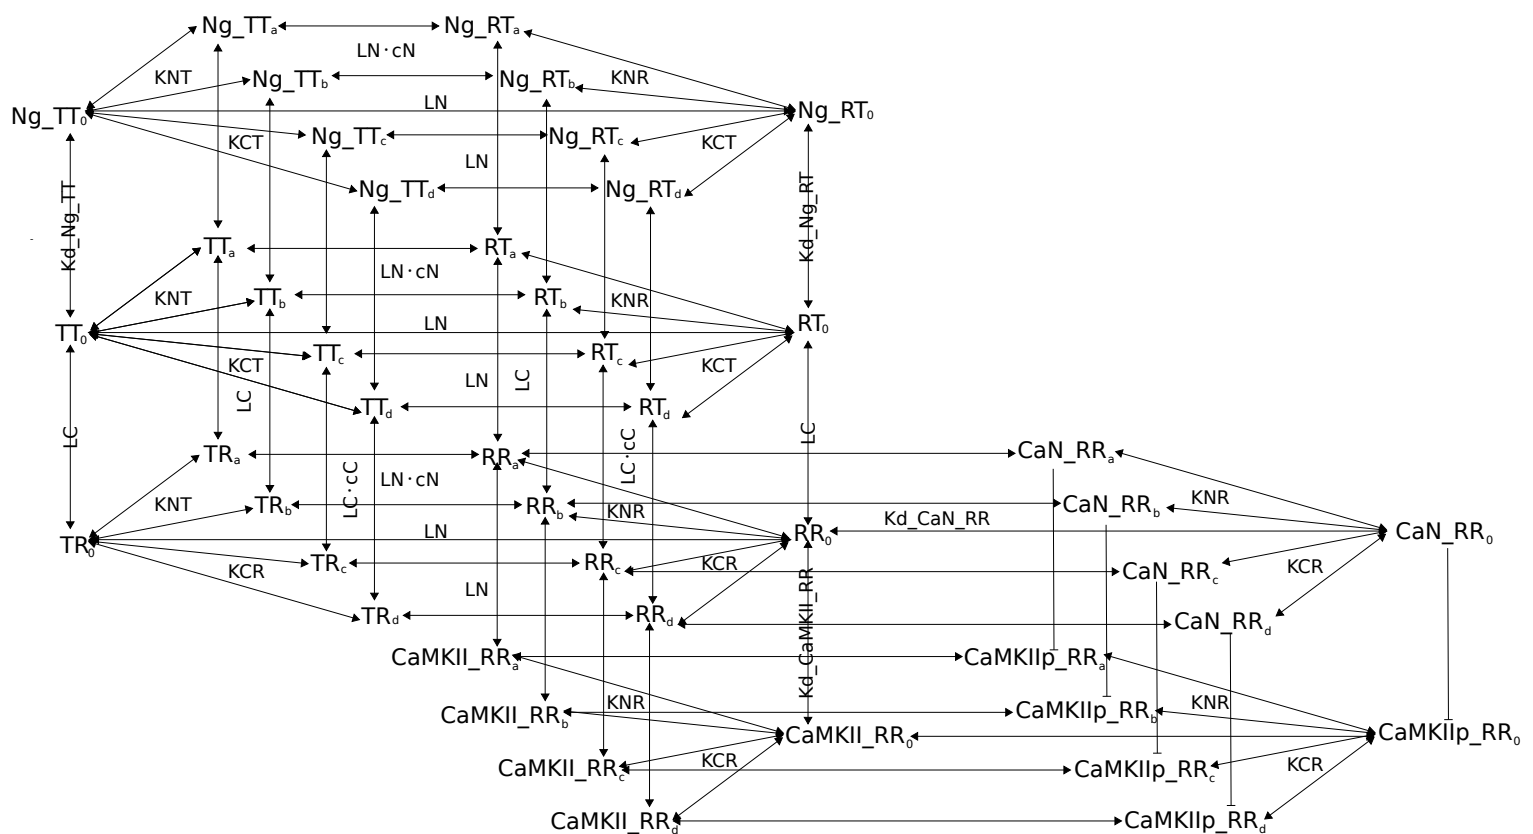 Ng_TTa Ng_RTa
LN·cN
KNT Ng_TTb Ng_RTb KNR
LN
Ng_TT0 Ng_RT0
KCT Ng_TTc Ng_RTc KCT
LN
Ng_TTd Ng_RTd
Kd_Ng_TT Kd_Ng_RT
TTa RTa
LN·cN
KNT TTb RTb KNR
LN
TT0 RT0
KCT TTc RTc KCT
LN LC
LC
TTd RTd
LC LC
TRa RRa CaN_RRa
LC·cC LN·cN LC·cC
KNT TRb RRb KNR CaN_RRb KNR
LN Kd_CaN_RR
TR0 RR0 CaN_RR0
KCR TRc RRc KCR CaN_RRc KCR
LN
TRd RRd Kd_CaMKII_RR CaN_RRd
CaMKII_RRa CaMKIIp_RRa
KNR KNR
CaMKII_RRb CaMKIIp_RRb
CaMKII_RR0 CaMKIIp_RR0
KCR KCR
CaMKII_RRc CaMKIIp_RRc
CaMKII_RRd CaMKIIp_RRd